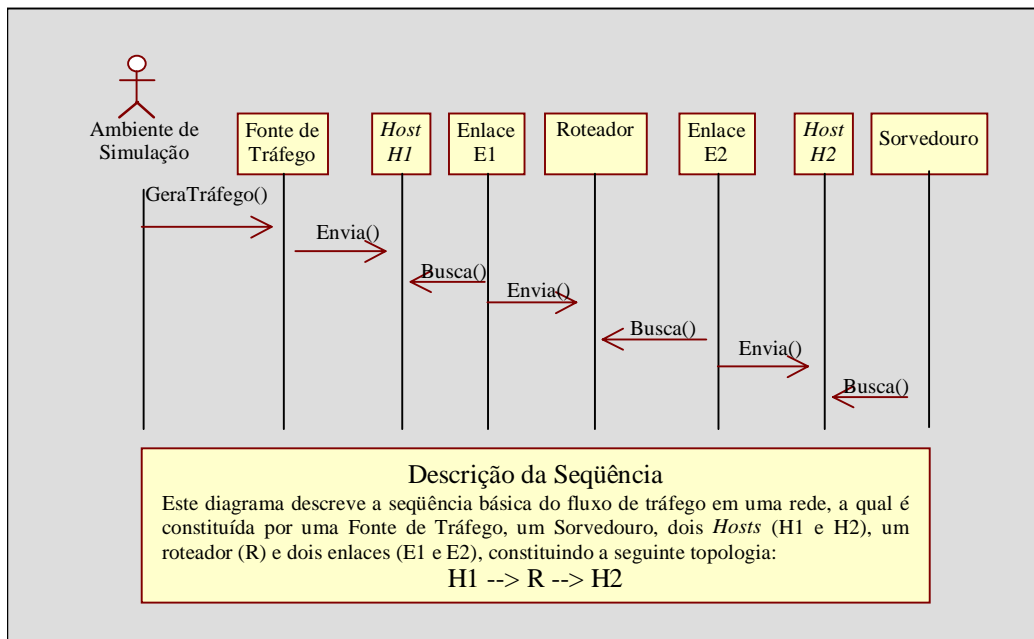 Ambiente de
Simulação
Fonte de
Tráfego
Host
H1
Enlace
E1
Roteador
Enlace
E2
Host
H2
Sorvedouro
GeraTráfego()
Envia()
Busca()
Envia()
Busca()
Envia()
Busca()
Descrição da Seqüência
Este diagrama descreve a seqüência básica do fluxo de tráfego em uma rede, a qual é
constituída por uma Fonte de Tráfego, um Sorvedouro, dois Hosts (H1 e H2), um
roteador (R) e dois enlaces (E1 e E2), constituindo a seguinte topologia:
H1 --> R --> H2